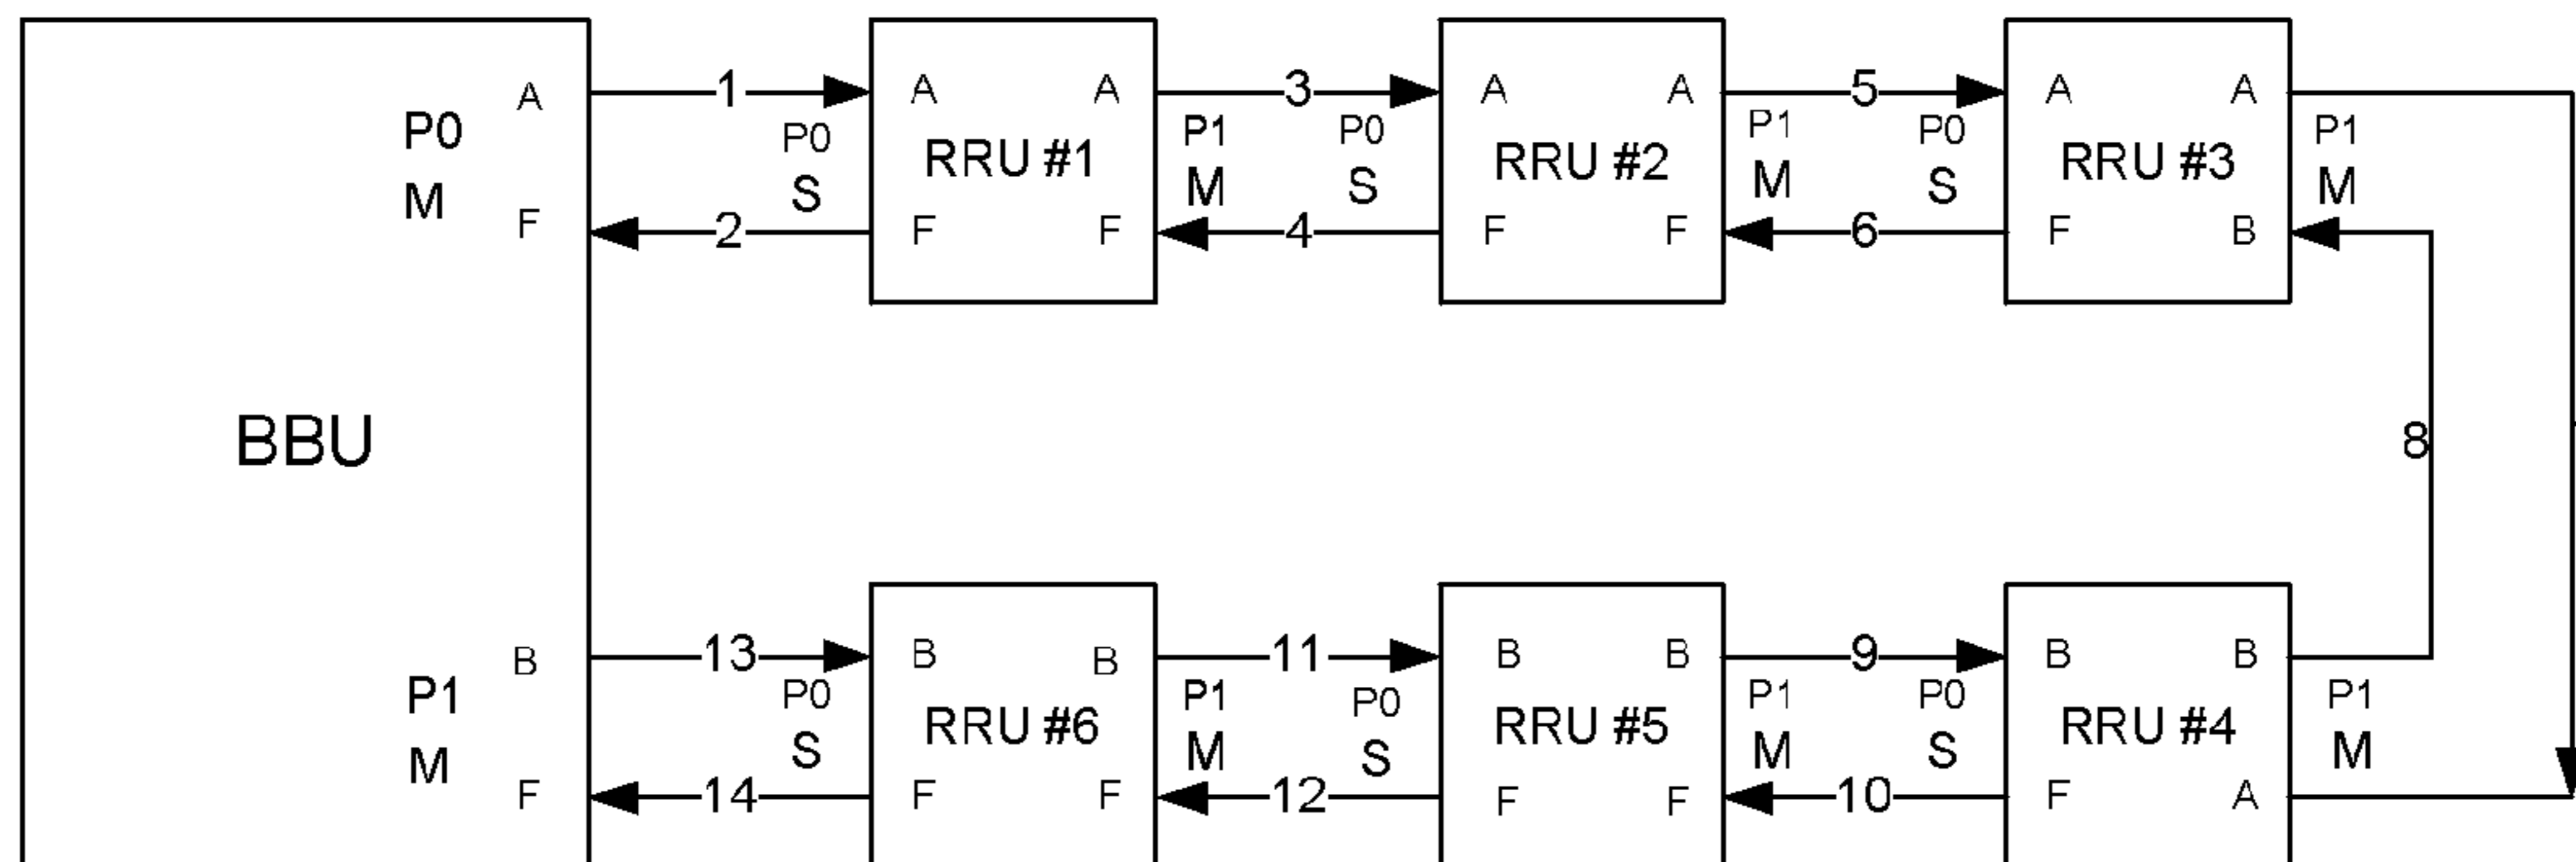 A 1 A A 3 A A 5 A A
P0 P0 P1 P0 P1 P0 P1
RRU #1 RRU #2 RRU #3
M S M S M S M
F 2 F F 4 F F 6 F B
BBU 8
B 13 B B 11 B B 9 B B
P1 P0 P1 P0 P1 P0 P1
RRU #6 RRU #5 RRU #4
M S M S M S M
F 14 F F 12 F F 10 F A